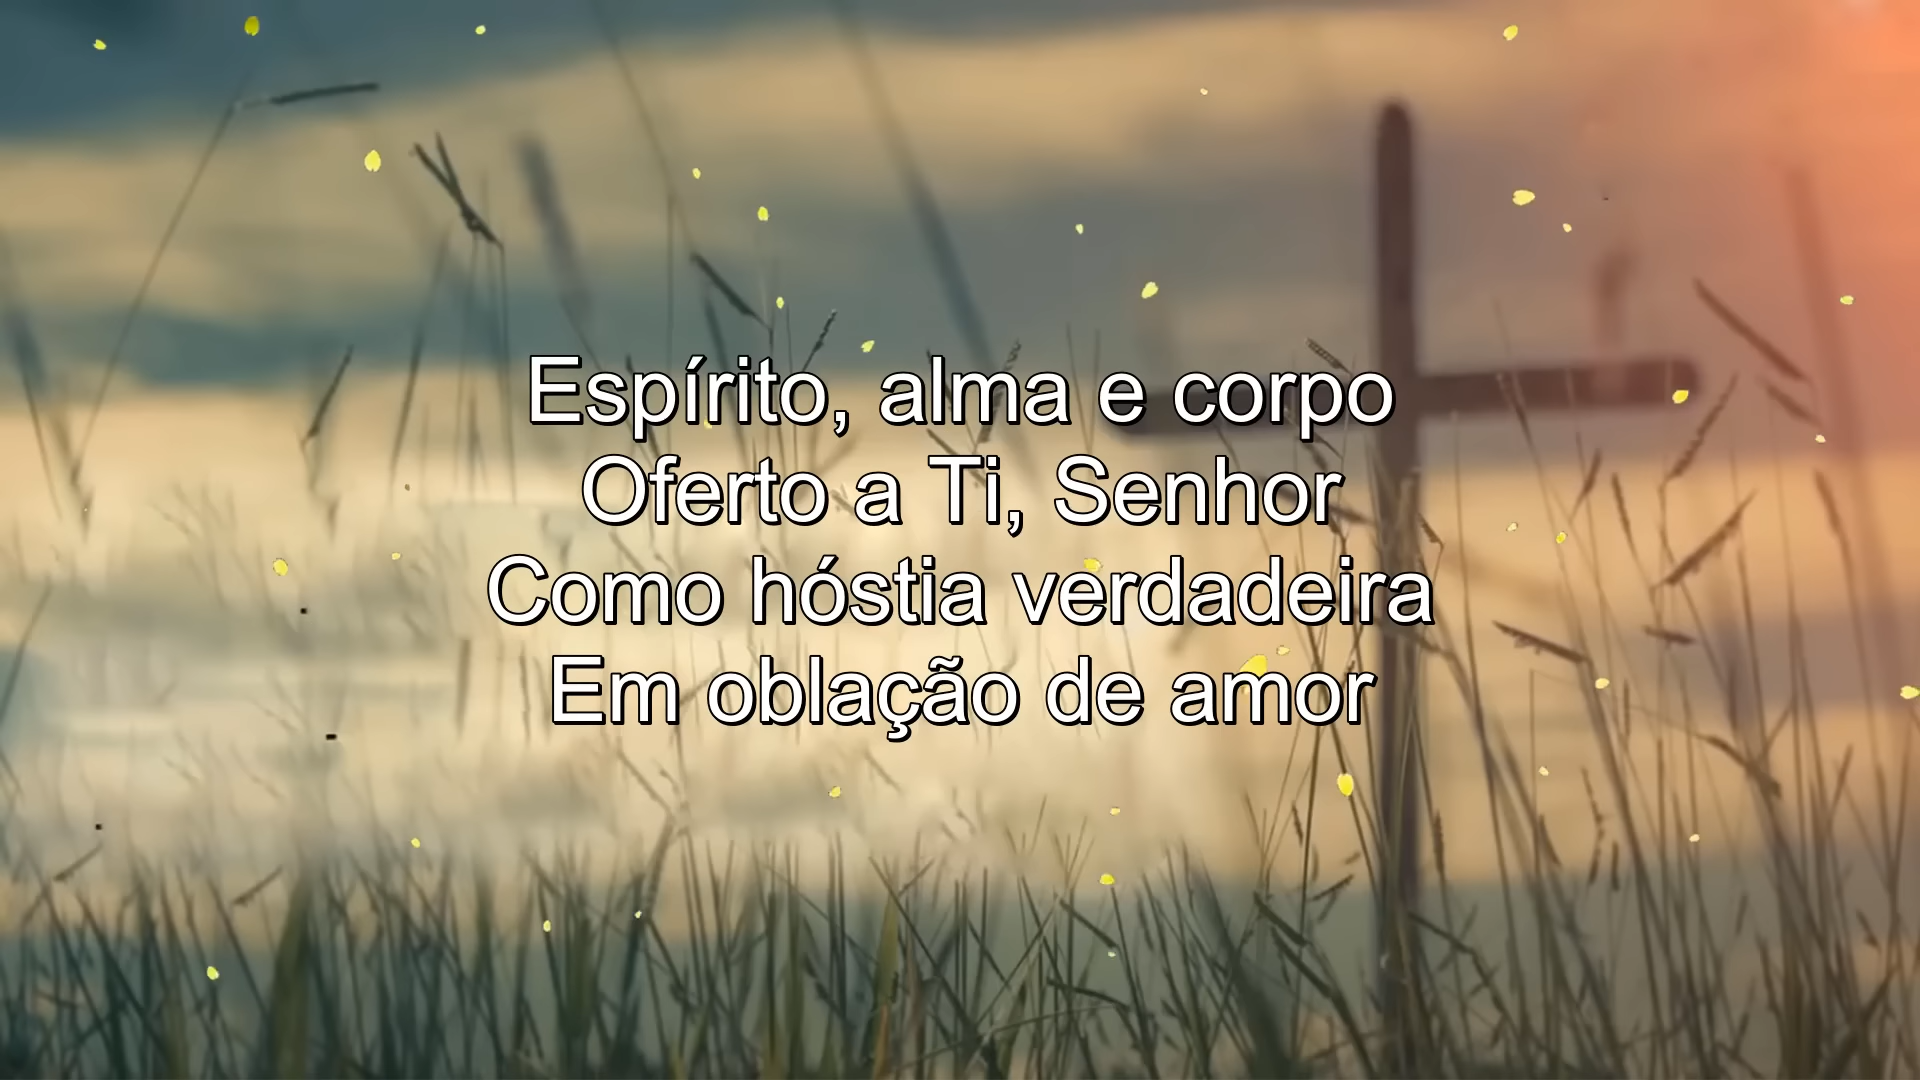 Espírito, alma e corpo
Oferto a Ti, Senhor
Como hóstia verdadeira
Em oblação de amor